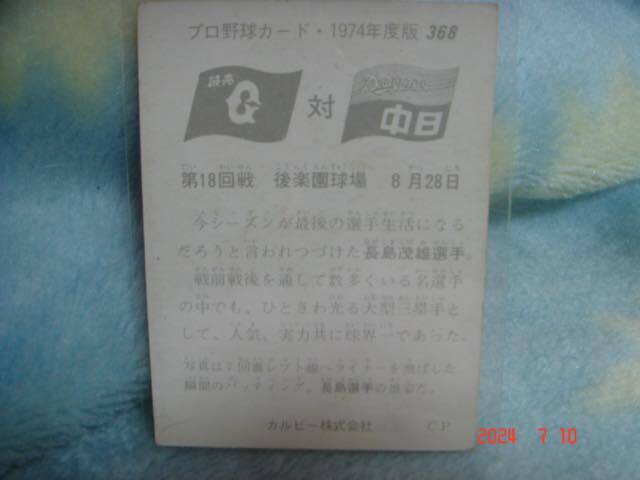 プロ野球カード・1974年度版 368
読売
G 対 中日
第18回戦 後楽園球場 8月28日
今シーズンが最後の選手生活になる
だろうと言われつづけた長島茂雄選手。
戦前戦後を通して数多くいる名選手
の中でも、ひときわ光る大型三塁手と
して、人気、実力共に球界一であった。
写真は7回裏レフト線へライナーを飛ばした
瞬間のバッティング。長島選手の雄姿だ。
カルビー株式会社 C.P.
2024 7 10